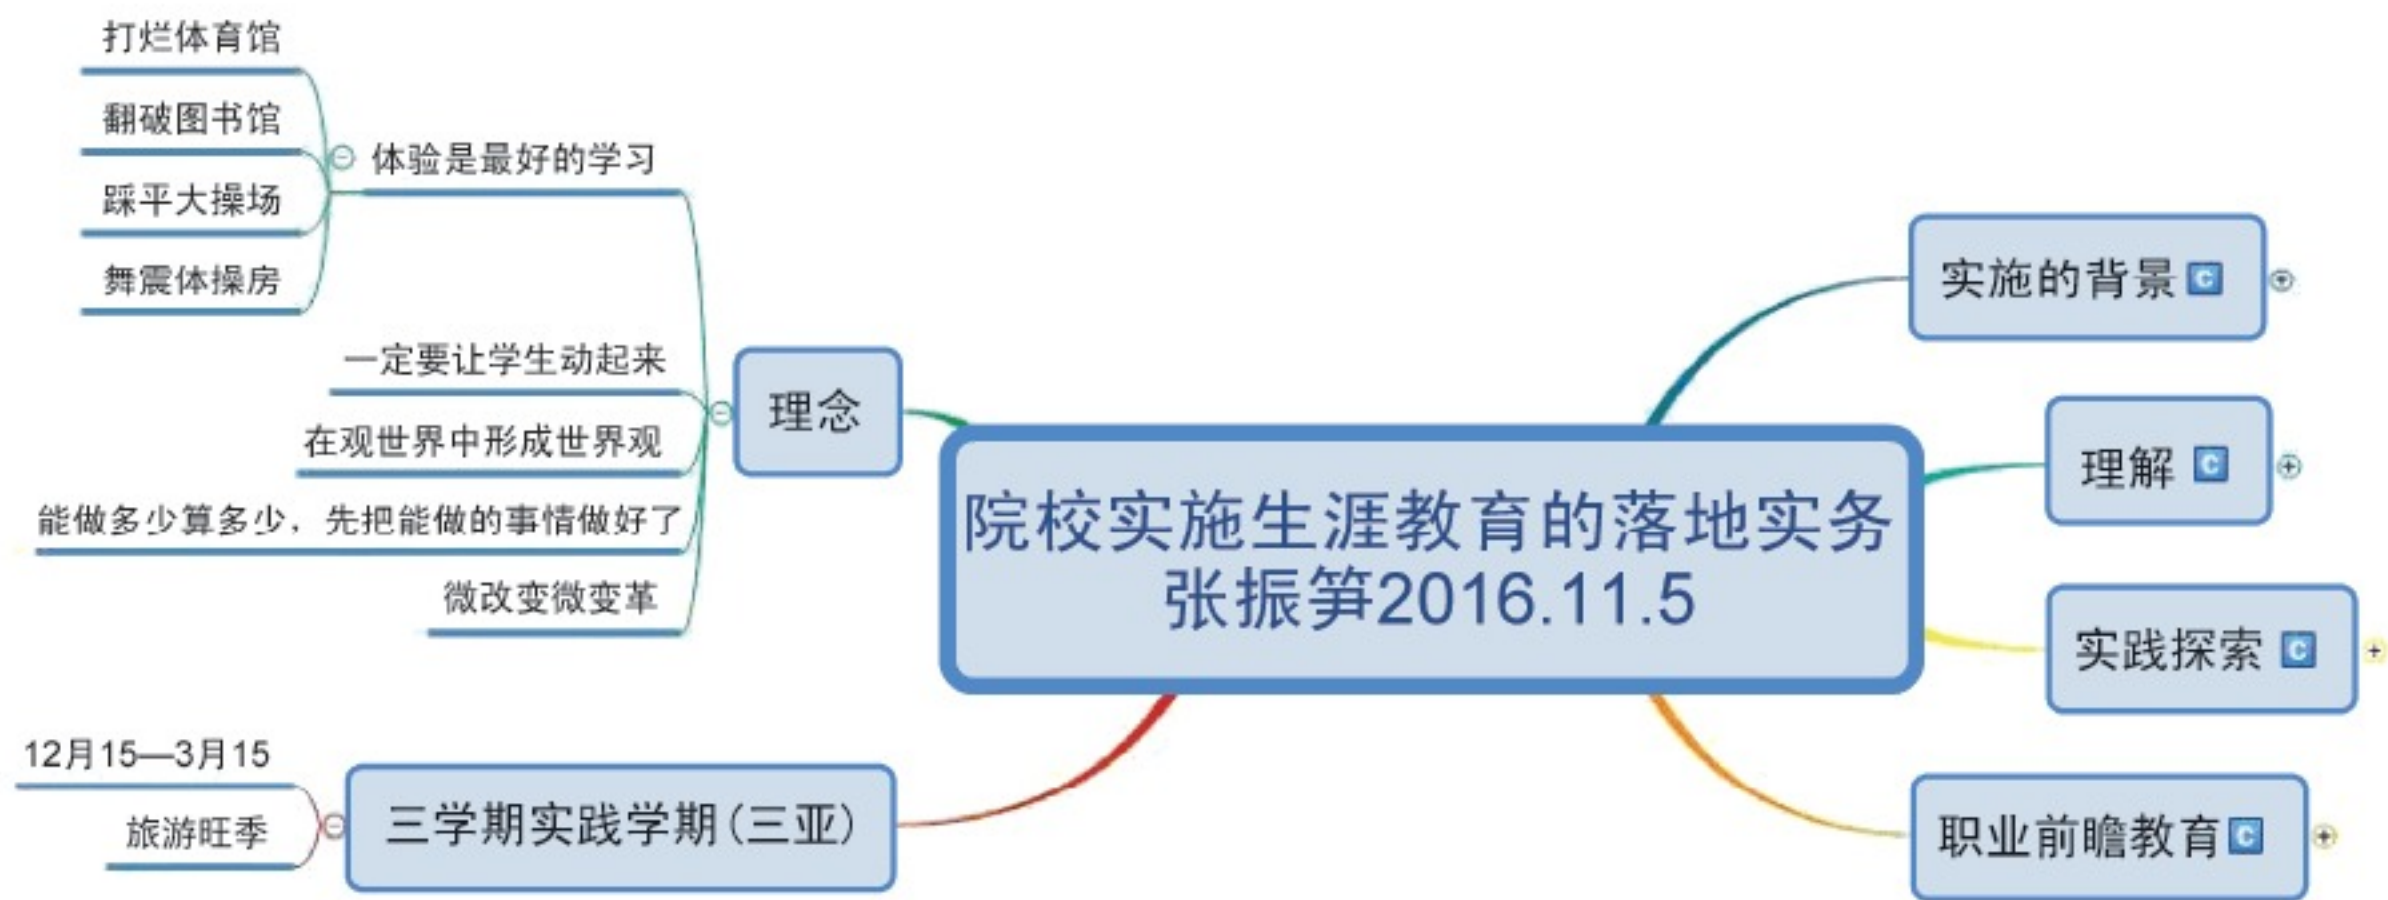 院校实施生涯教育的落地实务
张振笋2016.11.5
实施的背景
理解
实践探索
职业前瞻教育
三学期实践学期(三亚)
12月15—3月15
旅游旺季
理念
体验是最好的学习
打烂体育馆
翻破图书馆
踩平大操场
舞震体操房
一定要让学生动起来
在观世界中形成世界观
能做多少算多少，先把能做的事情做好了
微改变微变革